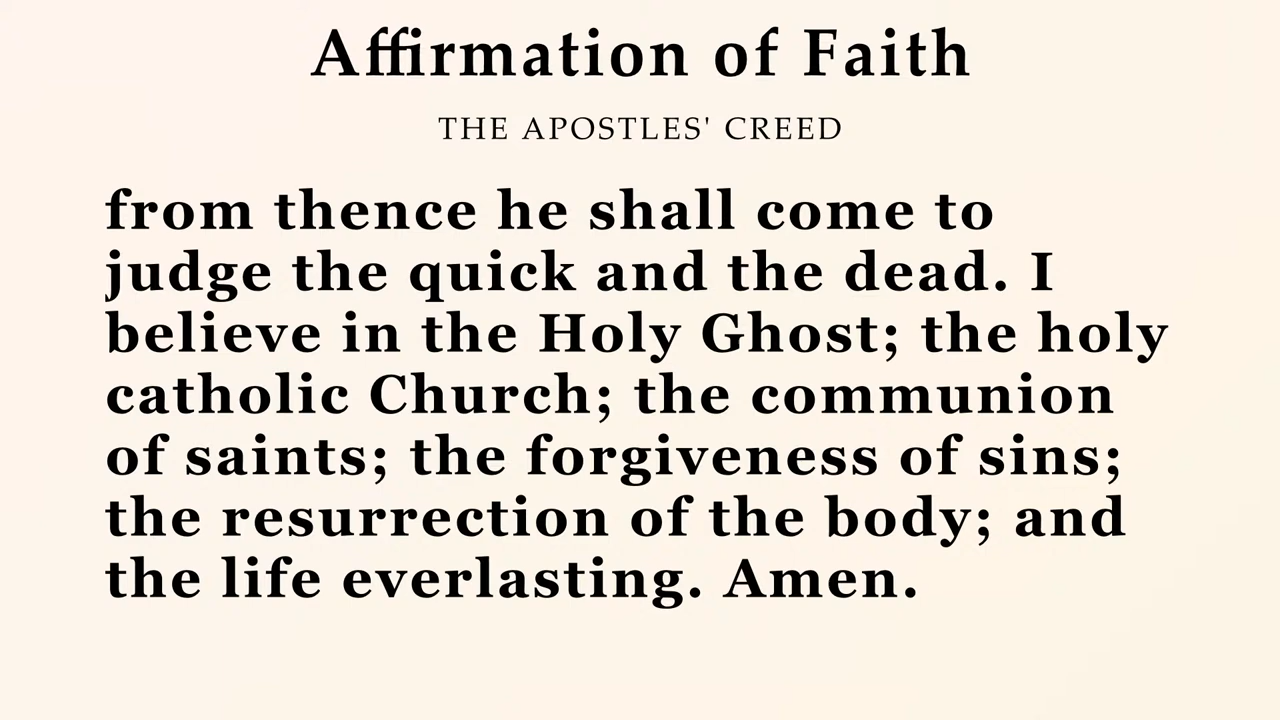 Affirmation of Faith
THE APOSTLES' CREED
from thence he shall come to
judge the quick and the dead. I
believe in the Holy Ghost; the holy
catholic Church; the communion
of saints; the forgiveness of sins;
the resurrection of the body; and
the life everlasting. Amen.